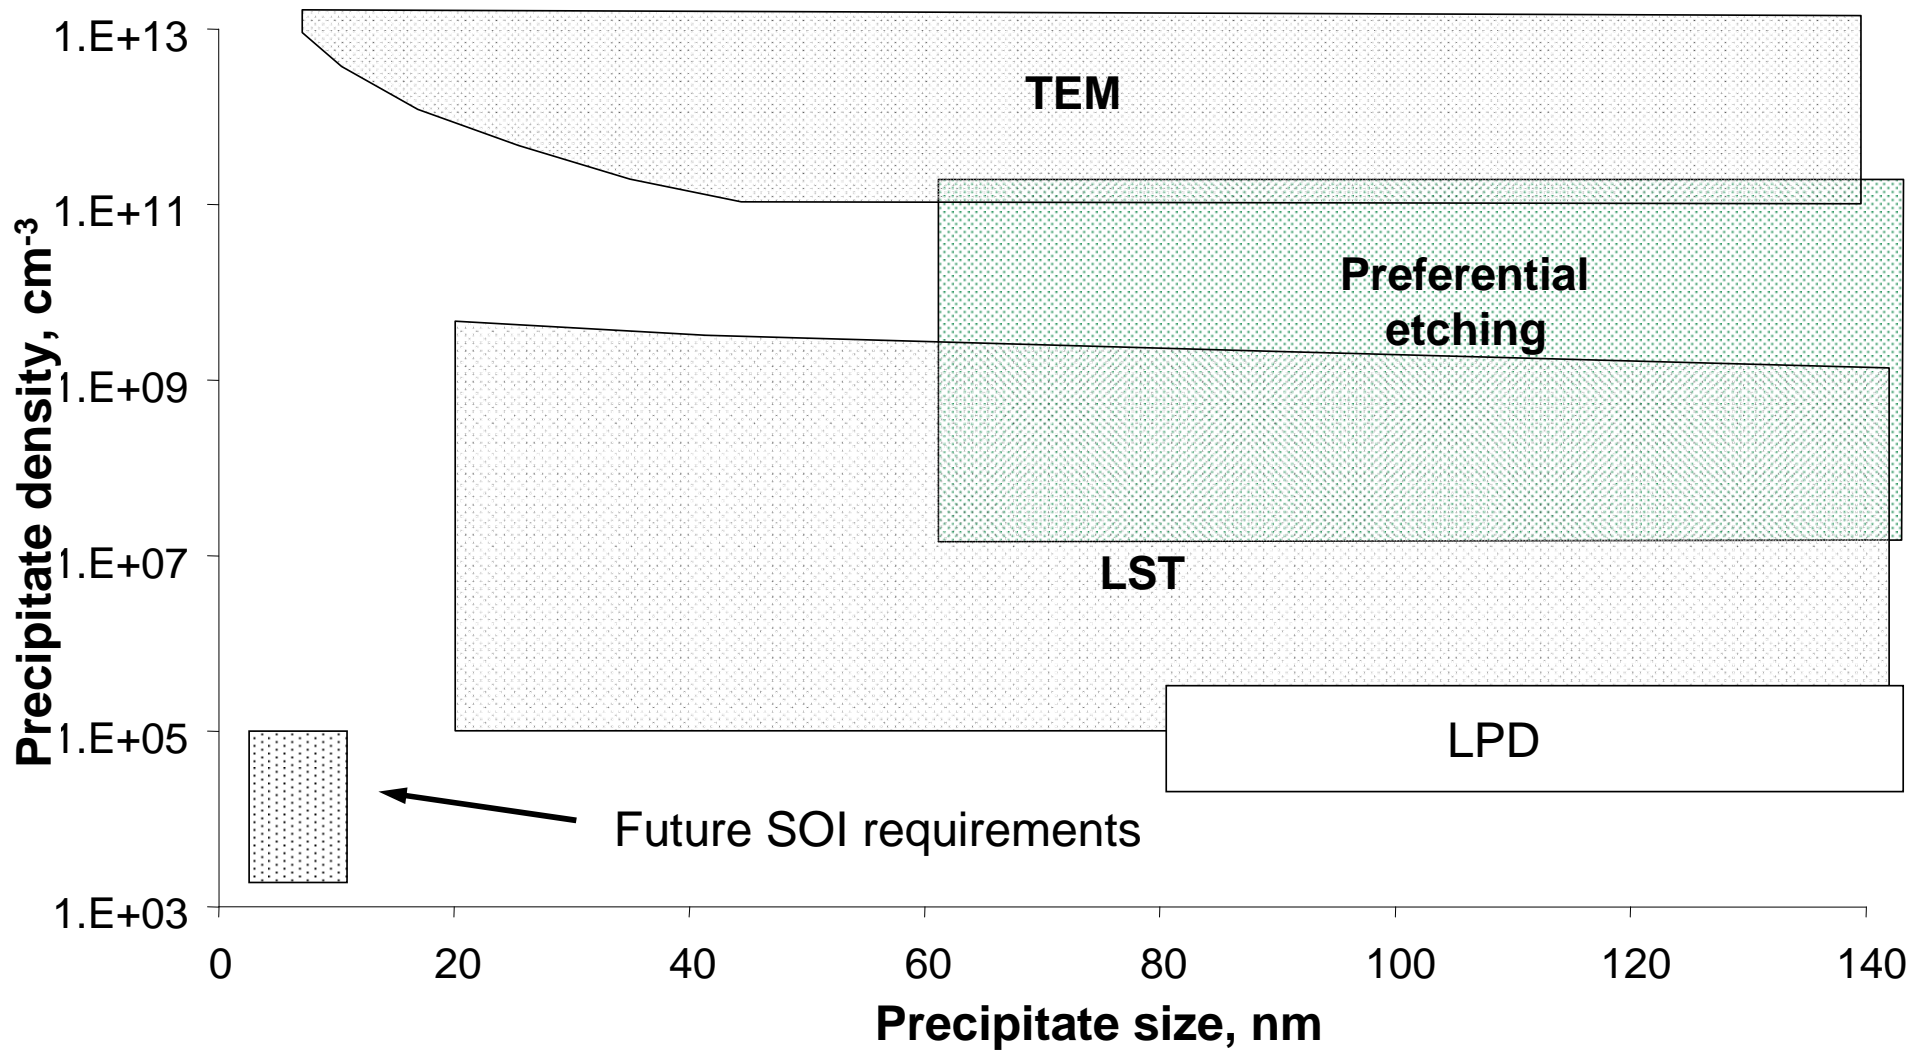 1.E+13
TEM
1.E+11
Preferential
etching
1.E+09
1.E+07
LST
1.E+05
LPD
Future SOI requirements
1.E+03
Precipitate density, cm-3
0 20 40 60 80 100 120 140
Precipitate size, nm